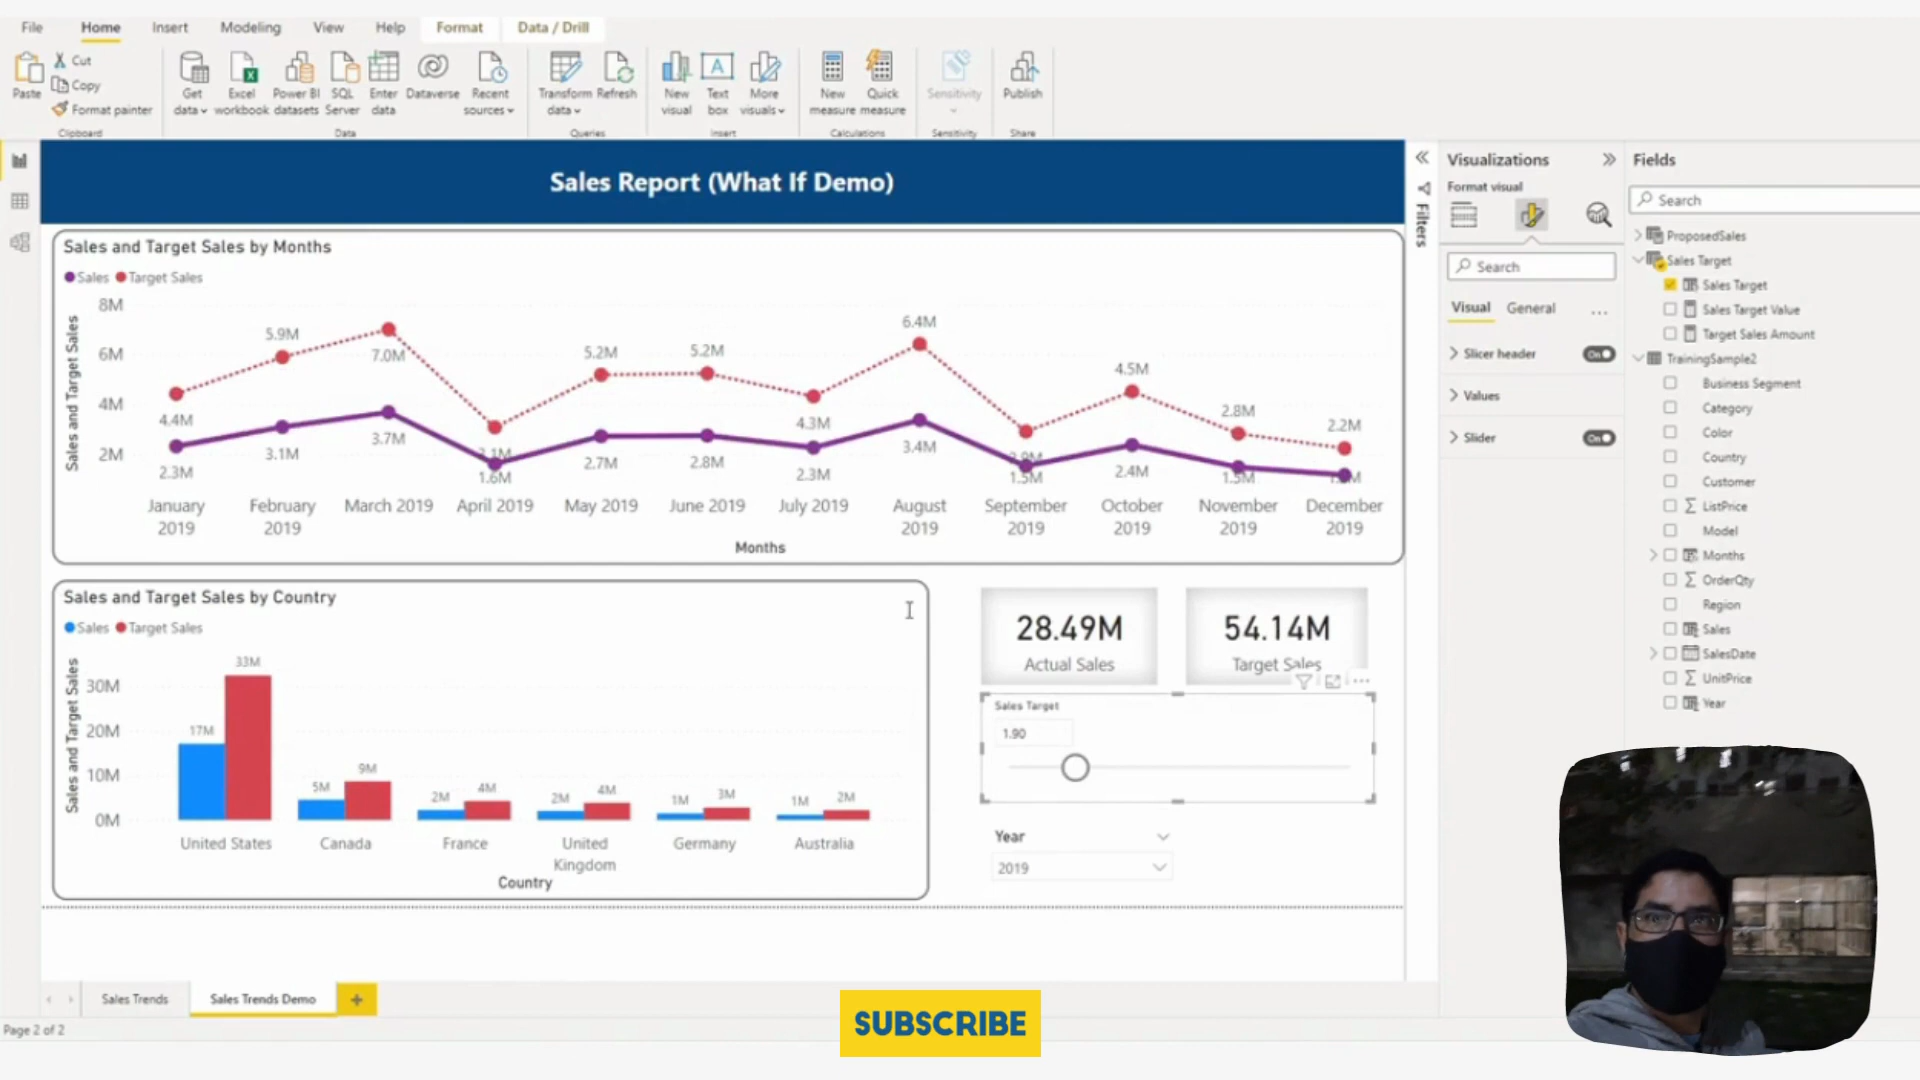 File Home Insert Modeling View Help Format Data / Drill
Paste Cut
Copy
Format painter
Clipboard
Get data
Excel workbook
Power BI datasets
SQL Server
Enter data
Dataverse
Recent sources
Data
Transform data
Refresh
Queries
New visual
Text box
More visuals
Insert
New measure
Quick measure
Calculations
Sensitivity
Sensitivity
Publish
Share
Sales Report (What If Demo)
Sales and Target Sales by Months
Sales Target Sales
Sales and Target Sales
8M
6M
4M
2M
4.4M 5.9M 7.0M 3.1M 5.2M 5.2M 4.3M 6.4M 2.9M 4.5M 2.8M 2.2M
2.3M 3.1M 3.7M 1.6M 2.7M 2.8M 2.3M 3.4M 1.5M 2.4M 1.5M
January 2019
February 2019
March 2019
April 2019
May 2019
June 2019
July 2019
August 2019
September 2019
October 2019
November 2019
December 2019
Months
Sales and Target Sales by Country
Sales Target Sales
Sales and Target Sales
30M
20M
10M
0M
17M 33M
5M 9M
2M 4M
2M 4M
1M 3M
1M 2M
United States
Canada
France
United Kingdom
Germany
Australia
Country
28.49M
Actual Sales
54.14M
Target Sales
Sales Target
1.90
Year
2019
Filters
Visualizations
Format visual
Search
Visual General ...
Slicer header On
Values
Slider On
Fields
Search
ProposedSales
Sales Target
Sales Target
Sales Target Value
Target Sales Amount
TrainingSample2
Business Segment
Category
Color
Country
Customer
ListPrice
Model
Months
OrderQty
Region
Sales
SalesDate
UnitPrice
Year
Sales Trends
Sales Trends Demo
+
Page 2 of 2
SUBSCRIBE